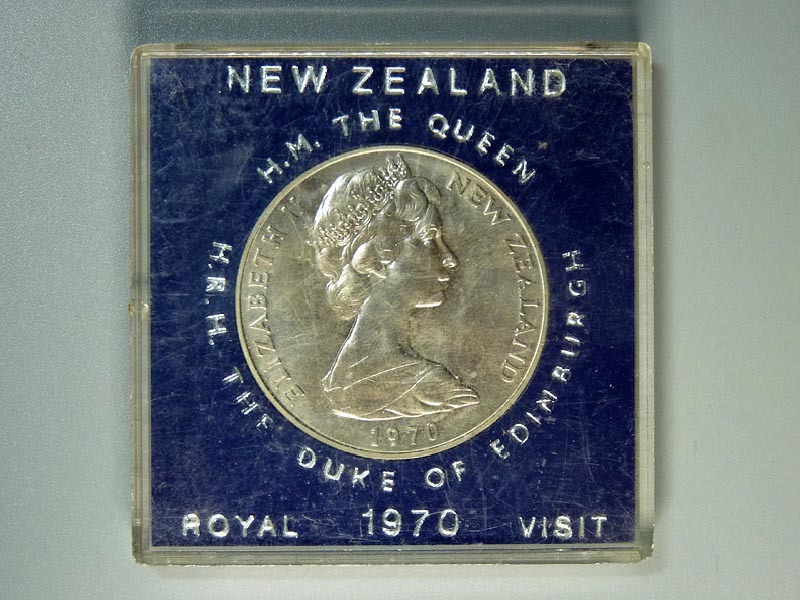 NEW ZEALAND
H.M. THE QUEEN
ELIZABETH II
NEW ZEALAND
1970
H.R.H. THE DUKE OF EDINBURGH
ROYAL 1970 VISIT